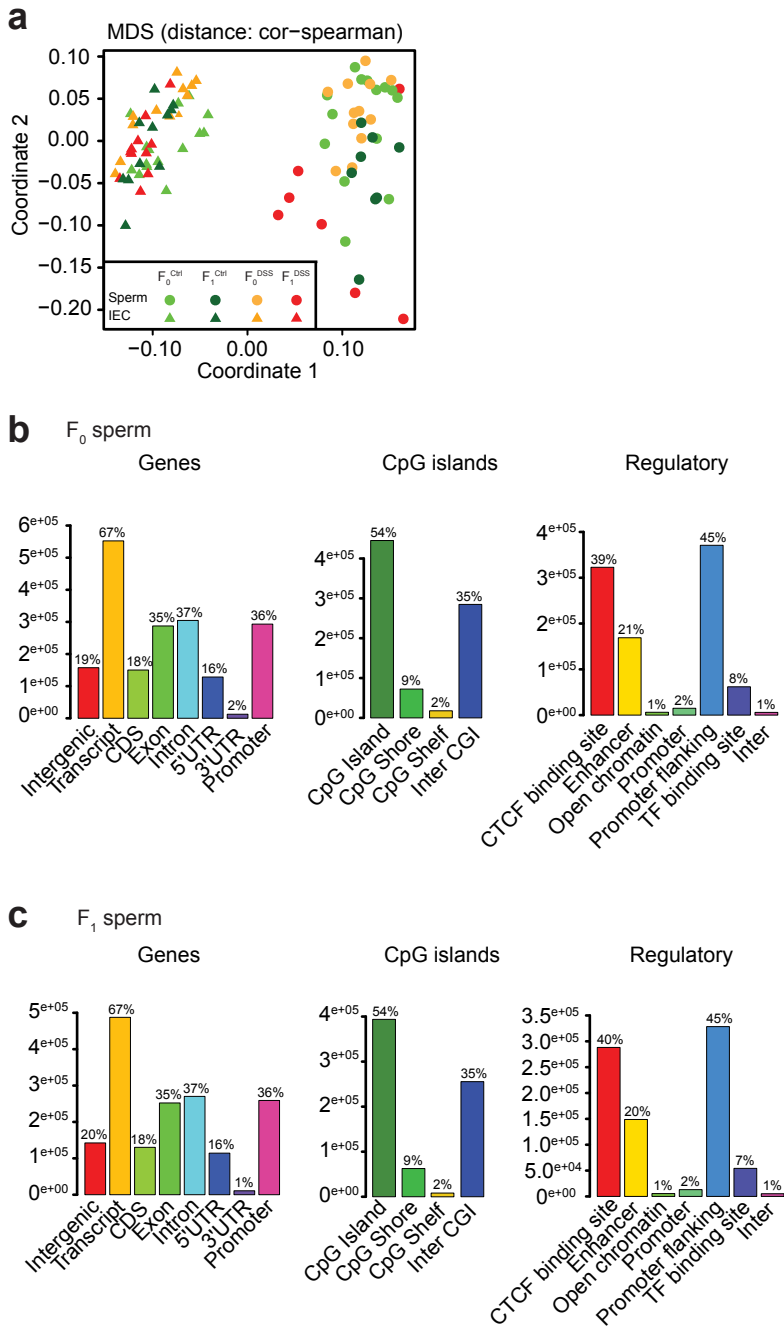 a
MDS (distance: cor−spearman)
0.10
0.05
0.00
−0.05
−0.10
−0.15
−0.20
Coordinate 2
F0Ctrl F1Ctrl F0DSS F1DSS
Sperm
IEC
−0.10 0.00 0.10
Coordinate 1
b F0 sperm
Genes
6e+05
5e+05
4e+05
3e+05
2e+05
1e+05
0e+00
19% 67% 18% 35% 37% 16% 2% 36%
Intergenic
Transcript
CDS
Exon
Intron
5'UTR
3'UTR
Promoter
CpG islands
4e+05
3e+05
2e+05
1e+05
0e+00
54% 9% 2% 35%
CpG Island
CpG Shore
CpG Shelf
Inter CGI
Regulatory
4e+05
3e+05
2e+05
1e+05
0e+00
39% 21% 1% 2% 45% 8% 1%
CTCF binding site
Enhancer
Open chromatin
Promoter
Promoter flanking
TF binding site
Inter
c F1 sperm
Genes
5e+05
4e+05
3e+05
2e+05
1e+05
0e+00
20% 67% 18% 35% 37% 16% 1% 36%
Intergenic
Transcript
CDS
Exon
Intron
5'UTR
3'UTR
Promoter
CpG islands
4e+05
3e+05
2e+05
1e+05
0e+00
54% 9% 2% 35%
CpG Island
CpG Shore
CpG Shelf
Inter CGI
Regulatory
3.5e+05
3.0e+05
2.5e+05
2.0e+05
1.5e+05
1.0e+05
5.0e+04
0e+00
40% 20% 1% 2% 45% 7% 1%
CTCF binding site
Enhancer
Open chromatin
Promoter
Promoter flanking
TF binding site
Inter